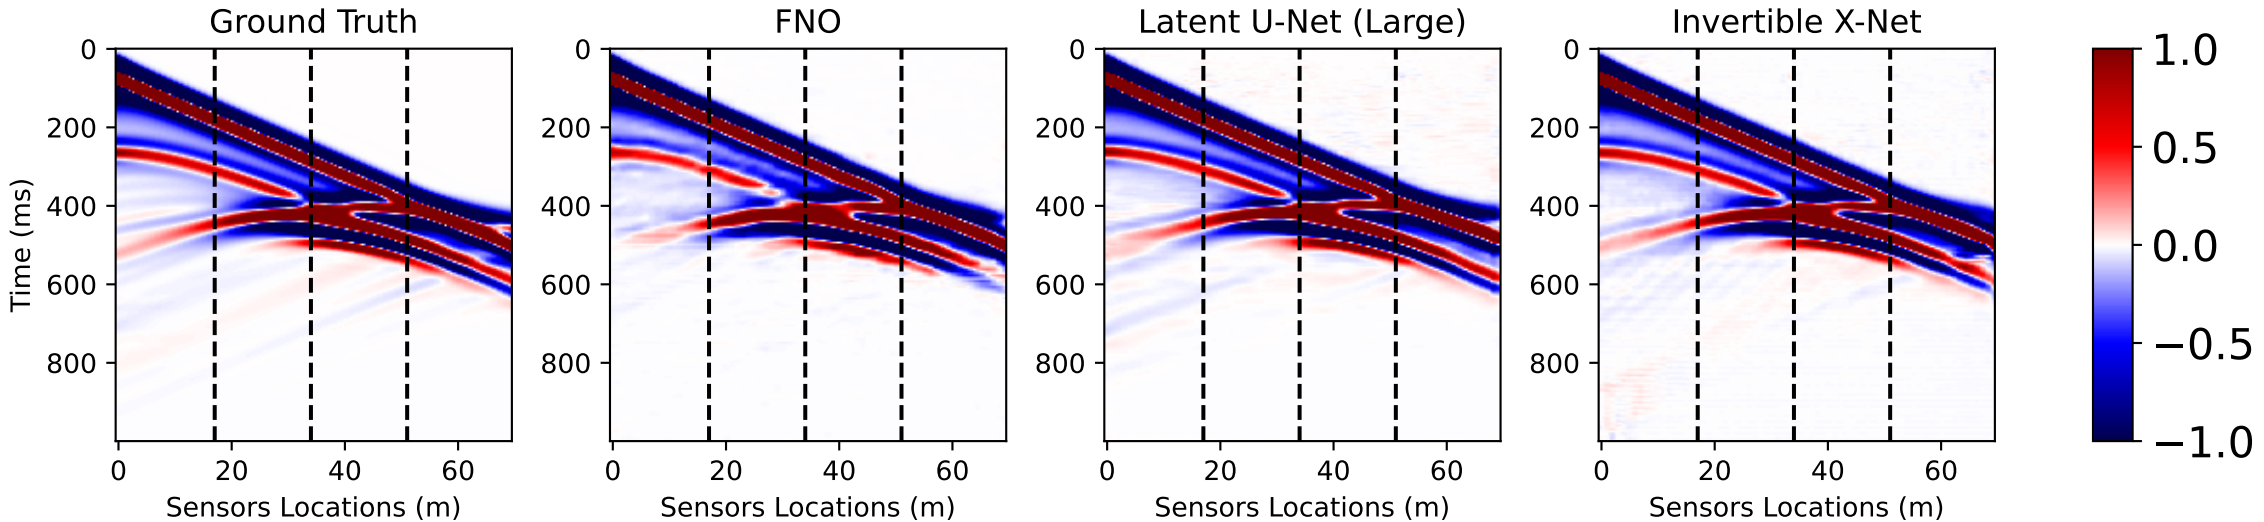 Ground Truth
FNO
Latent U-Net (Large)
Invertible X-Net
0
200
400
600
800
Time (ms)
0 20 40 60
Sensors Locations (m)
0
200
400
600
800
0 20 40 60
Sensors Locations (m)
0
200
400
600
800
0 20 40 60
Sensors Locations (m)
0
200
400
600
800
0 20 40 60
Sensors Locations (m)
1.0
0.5
0.0
−0.5
−1.0